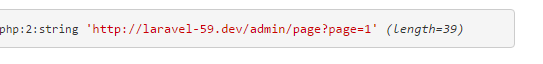 php:2:string 'http://laravel-59.dev/admin/page?page=1' (length=39)